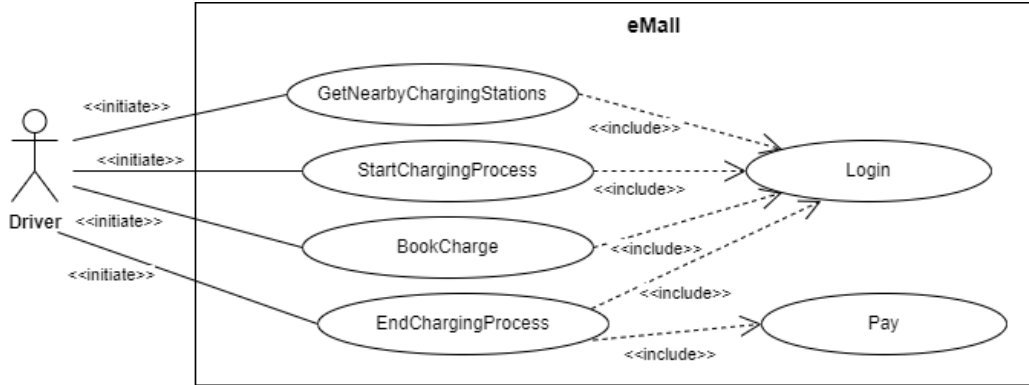 eMall
GetNearbyChargingStations
<<initiate>>
<<include>>
<<initiate>>
StartChargingProcess
<<include>>
Login
Driver
<<initiate>>
BookCharge
<<include>>
<<initiate>>
<<include>>
EndChargingProcess
Pay
<<include>>